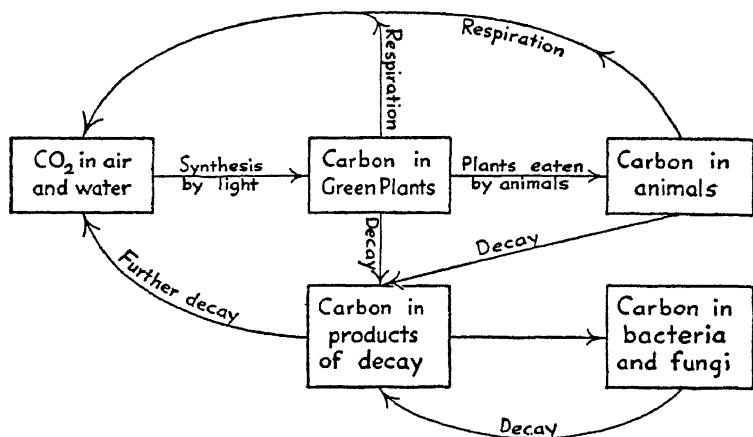 Respiration
Respiration
CO₂ in air
and water
Synthesis
by light
Carbon in
Green Plants
Plants eaten
by animals
Carbon in
animals
Decay
Decay
Further decay
Carbon in
products
of decay
Carbon in
bacteria
and fungi
Decay